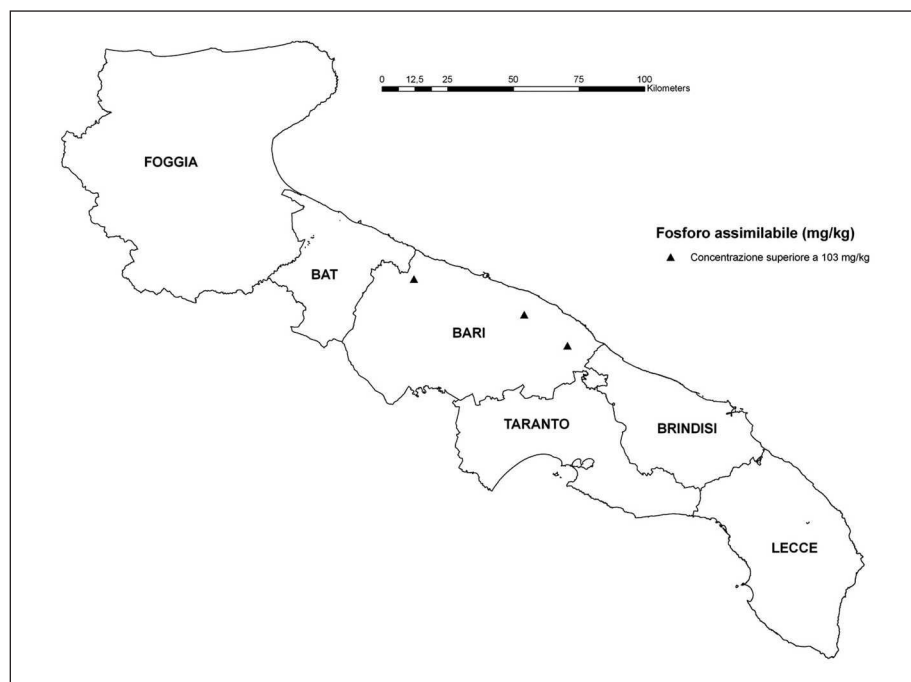 0 12,5 25 50 75 100
Kilometers
FOGGIA
Fosforo assimilabile (mg/kg)
Concentrazione superiore a 103 mg/kg
BAT
BARI
TARANTO
BRINDISI
LECCE